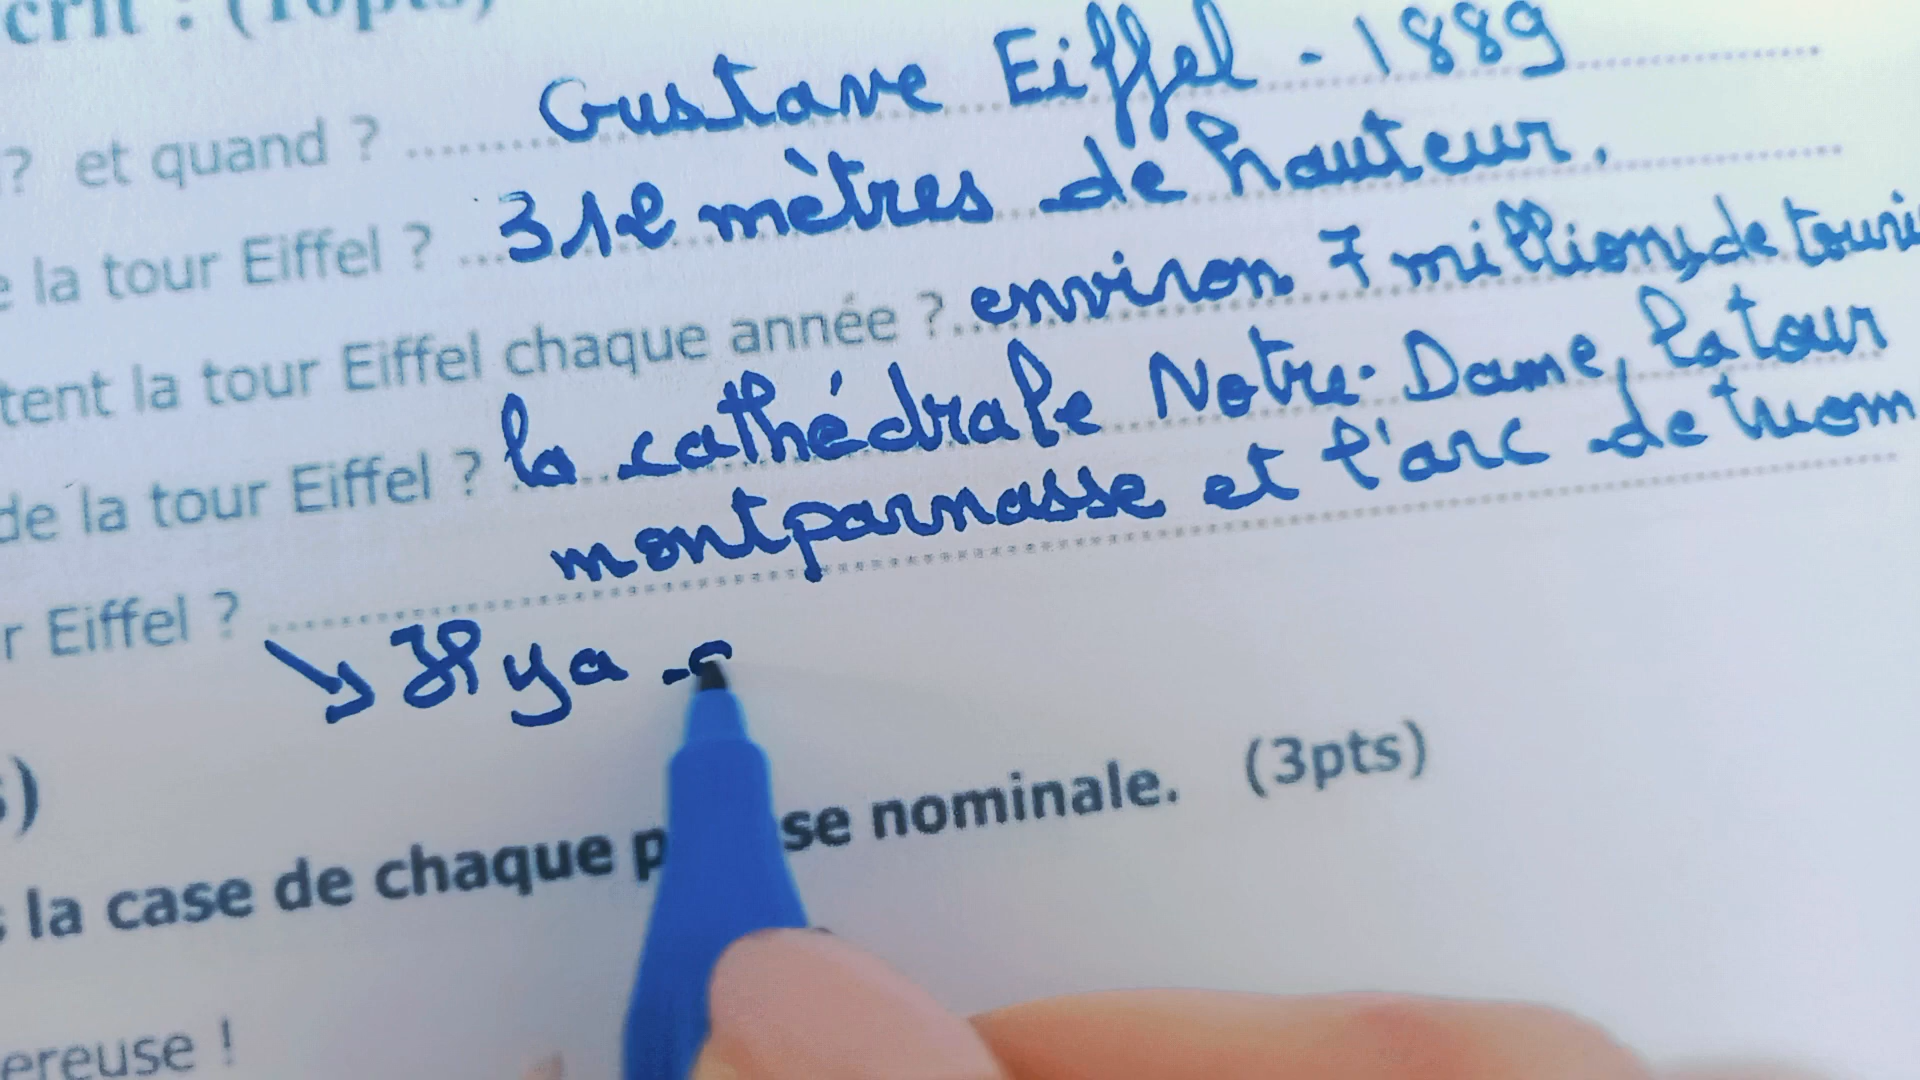 crit : (10pts)
? et quand ? Gustave Eiffel - 1889
la tour Eiffel ? 312 mètres de hauteur.
tent la tour Eiffel chaque année ? environ 7 millions de touri
de la tour Eiffel ? la cathédrale Notre-Dame, la tour
montparnasse et l'arc de triom
r Eiffel ?
↘ Il y a
s)
la case de chaque p se nominale. (3pts)
ereuse !